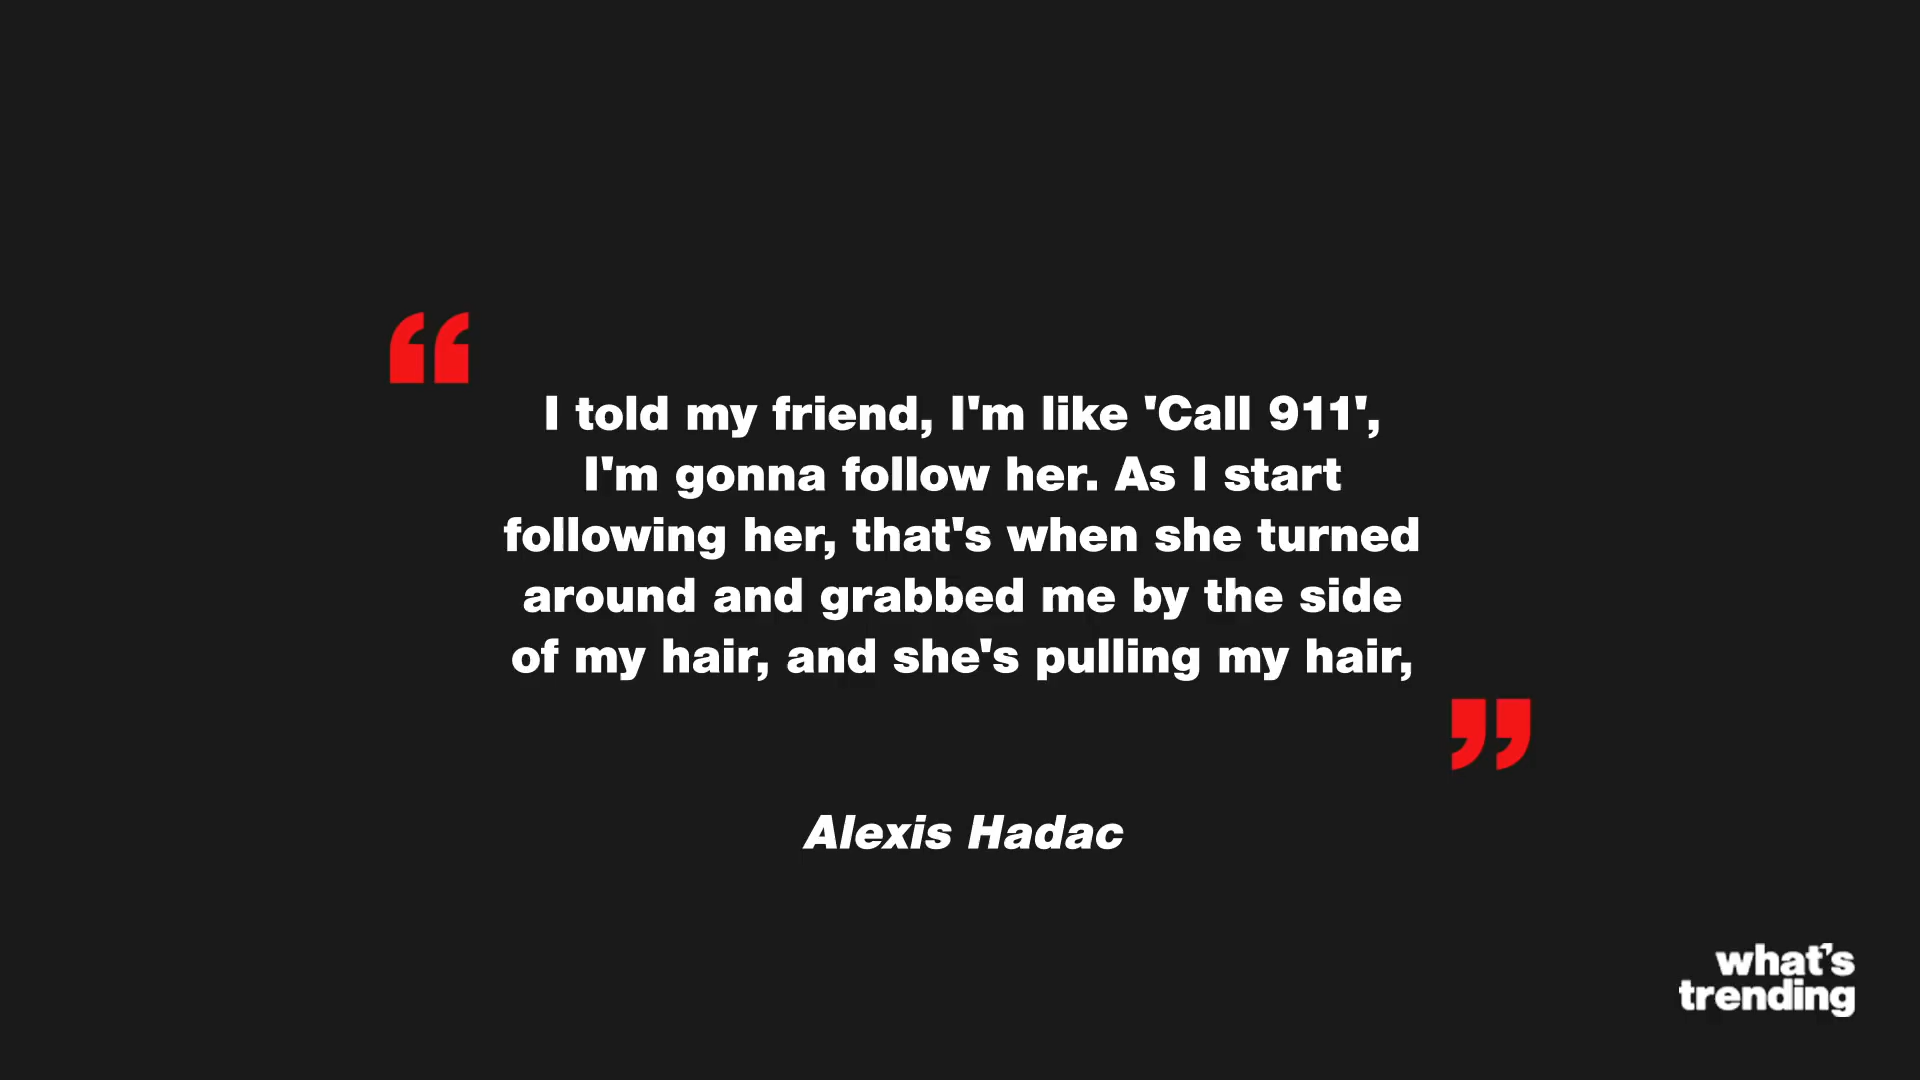 “
I told my friend, I'm like 'Call 911',
I'm gonna follow her. As I start
following her, that's when she turned
around and grabbed me by the side
of my hair, and she's pulling my hair,
”
Alexis Hadac
what's
trending